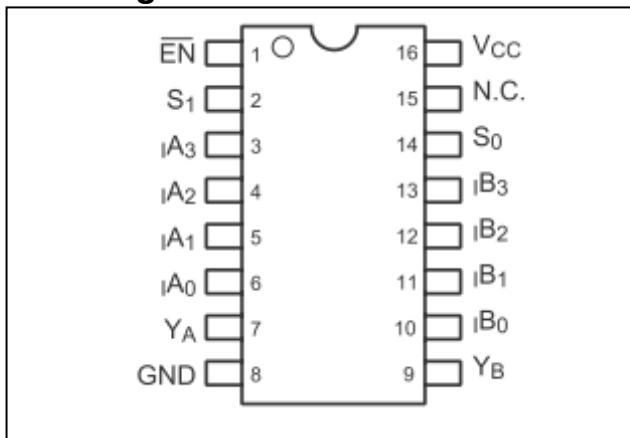 EN 1 16 VCC
S1 2 15 N.C.
IA3 3 14 S0
IA2 4 13 IB3
IA1 5 12 IB2
IA0 6 11 IB1
YA 7 10 IB0
GND 8 9 YB